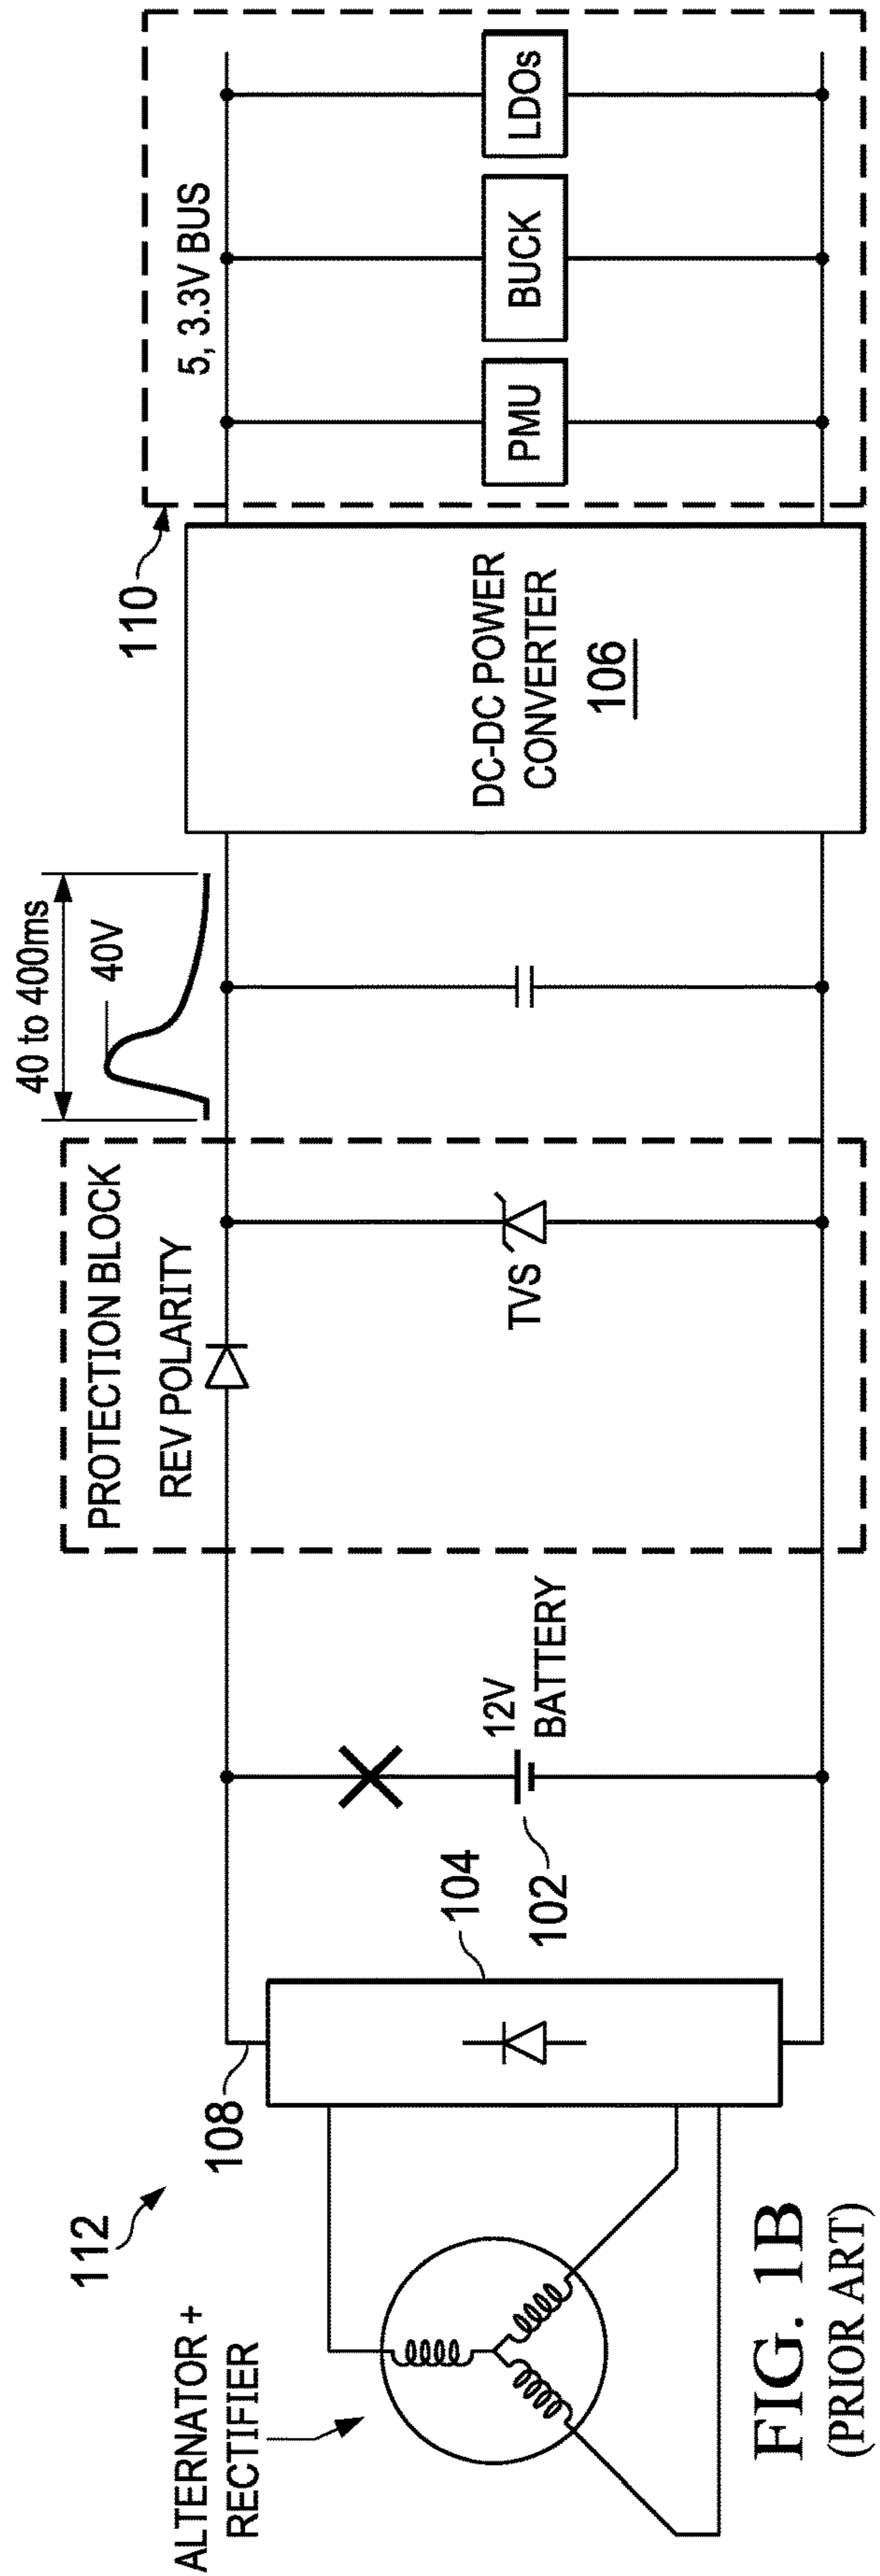 112
ALTERNATOR +
RECTIFIER
108
104
102
12V
BATTERY
PROTECTION BLOCK
REV POLARITY
TVS
40 to 400ms
40V
DC-DC POWER
CONVERTER
106
110
5, 3.3V BUS
PMU
BUCK
LDOs
FIG. 1B
(PRIOR ART)